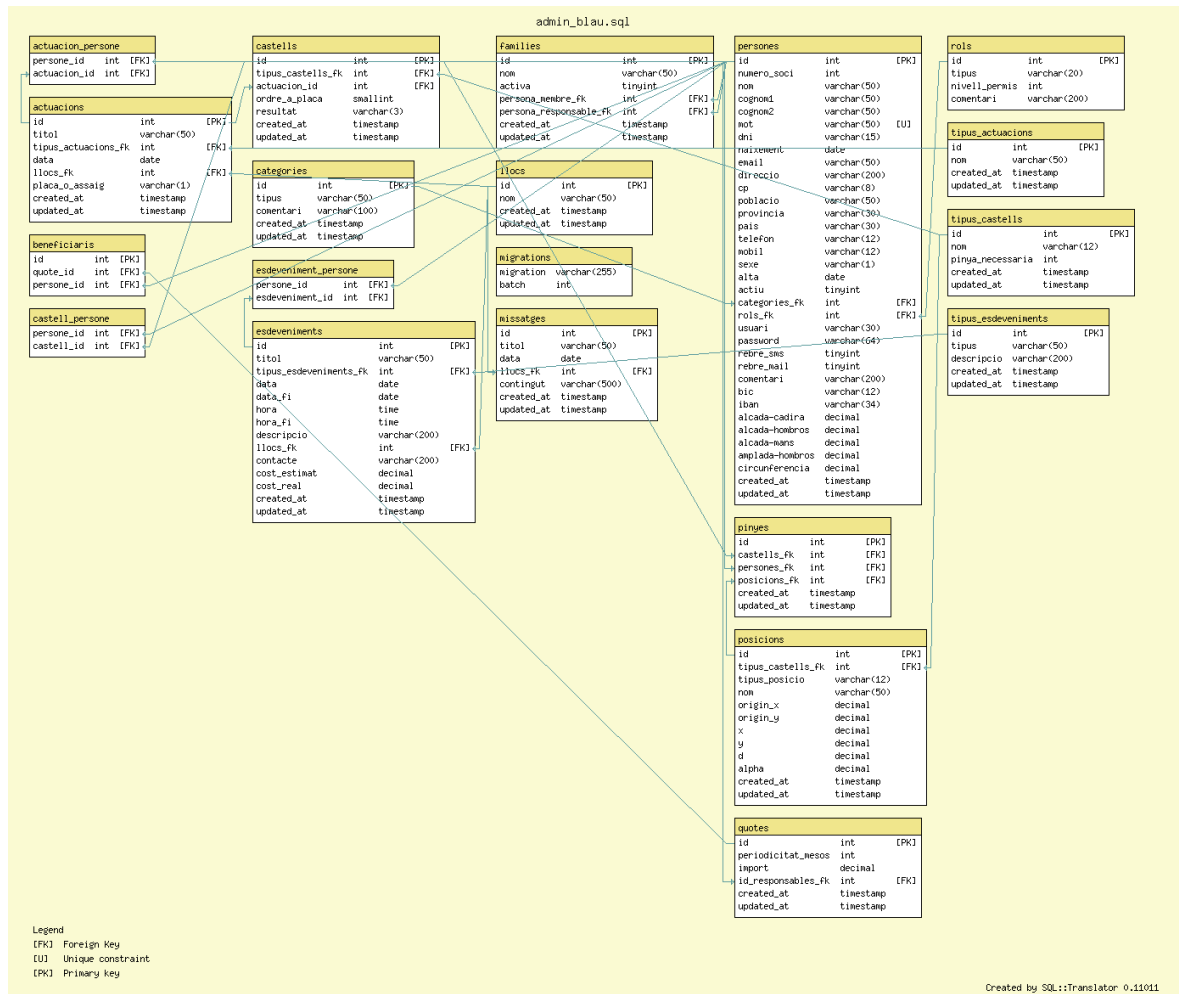 admin_blau.sql
actuacion_persone
persone_id int [FK]
actuacion_id int [FK]
actuacions
id int [PK]
titol varchar(50)
tipus_actuacions_fk int [FK]
data date
llocs_fk int [FK]
placa_o_assaig varchar(1)
created_at timestamp
updated_at timestamp
beneficiaris
id int [PK]
quote_id int [FK]
persone_id int [FK]
castell_persone
persone_id int [FK]
castell_id int [FK]
castells
id int [PK]
tipus_castells_fk int [FK]
actuacion_id int [FK]
ordre_a_placa smallint
resultat varchar(3)
created_at timestamp
updated_at timestamp
categories
id int [PK]
tipus varchar(50)
comentari varchar(100)
created_at timestamp
updated_at timestamp
esdeveniment_persone
persone_id int [FK]
esdeveniment_id int [FK]
esdeveniments
id int [PK]
titol varchar(50)
tipus_esdeveniments_fk int [FK]
data date
data_fi date
hora time
hora_fi time
descripcio varchar(200)
llocs_fk int [FK]
contacte varchar(200)
cost_estimat decimal
cost_real decimal
created_at timestamp
updated_at timestamp
families
id int [PK]
nom varchar(50)
activa tinyint
persona_membre_fk int [FK]
persona_responsable_fk int [FK]
created_at timestamp
updated_at timestamp
llocs
id int [PK]
nom varchar(50)
created_at timestamp
updated_at timestamp
migrations
migration varchar(255)
batch int
missatges
id int [PK]
titol varchar(50)
data date
llocs_fk int [FK]
contingut varchar(500)
created_at timestamp
updated_at timestamp
persones
id int [PK]
numero_soci int
nom varchar(50)
cognom1 varchar(50)
cognom2 varchar(50)
mot varchar(50) [U]
dni varchar(15)
naixement date
email varchar(50)
direccio varchar(200)
cp varchar(8)
poblacio varchar(50)
provincia varchar(30)
pais varchar(30)
telefon varchar(12)
mobil varchar(12)
sexe varchar(1)
alta date
actiu tinyint
categories_fk int [FK]
rols_fk int [FK]
usuari varchar(30)
password varchar(64)
rebre_sms tinyint
rebre_mail tinyint
comentari varchar(200)
bic varchar(12)
iban varchar(34)
alcada-cadira decimal
alcada-hombros decimal
alcada-mans decimal
amplada-hombros decimal
circunferencia decimal
created_at timestamp
updated_at timestamp
pinyes
id int [PK]
castells_fk int [FK]
persones_fk int [FK]
posicions_fk int [FK]
created_at timestamp
updated_at timestamp
posicions
id int [PK]
tipus_castells_fk int [FK]
tipus_posicio varchar(12)
nom varchar(50)
origin_x decimal
origin_y decimal
x decimal
y decimal
d decimal
alpha decimal
created_at timestamp
updated_at timestamp
quotes
id int [PK]
periodicitat_mesos int
import decimal
id_responsables_fk int [FK]
created_at timestamp
updated_at timestamp
rols
id int [PK]
tipus varchar(20)
nivell_permis int
comentari varchar(200)
tipus_actuacions
id int [PK]
nom varchar(50)
created_at timestamp
updated_at timestamp
tipus_castells
id int [PK]
nom varchar(12)
pinya_necessaria int
created_at timestamp
updated_at timestamp
tipus_esdeveniments
id int [PK]
tipus varchar(50)
descripcio varchar(200)
created_at timestamp
updated_at timestamp
Legend
[FK] Foreign Key
[U] Unique constraint
[PK] Primary key
Created by SQL::Translator 0.11011